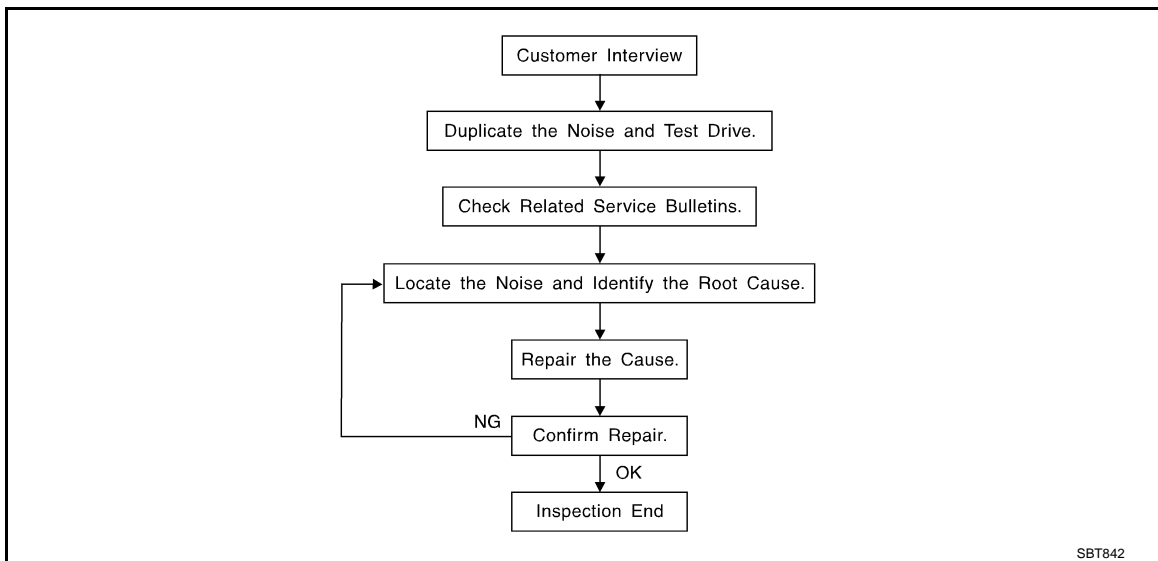 Customer Interview
Duplicate the Noise and Test Drive.
Check Related Service Bulletins.
Locate the Noise and Identify the Root Cause.
Repair the Cause.
NG
Confirm Repair.
OK
Inspection End
SBT842